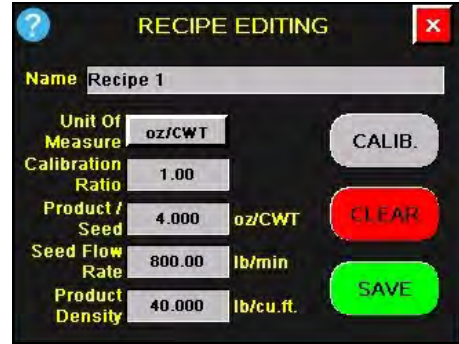 ? RECIPE EDITING x
Name Recipe 1
Unit Of
Measure oz/CWT
CALIB.
Calibration
Ratio 1.00
Product /
Seed 4.000 oz/CWT
CLEAR
Seed Flow
Rate 800.00 lb/min
Product
Density 40.000 lb/cu.ft.
SAVE